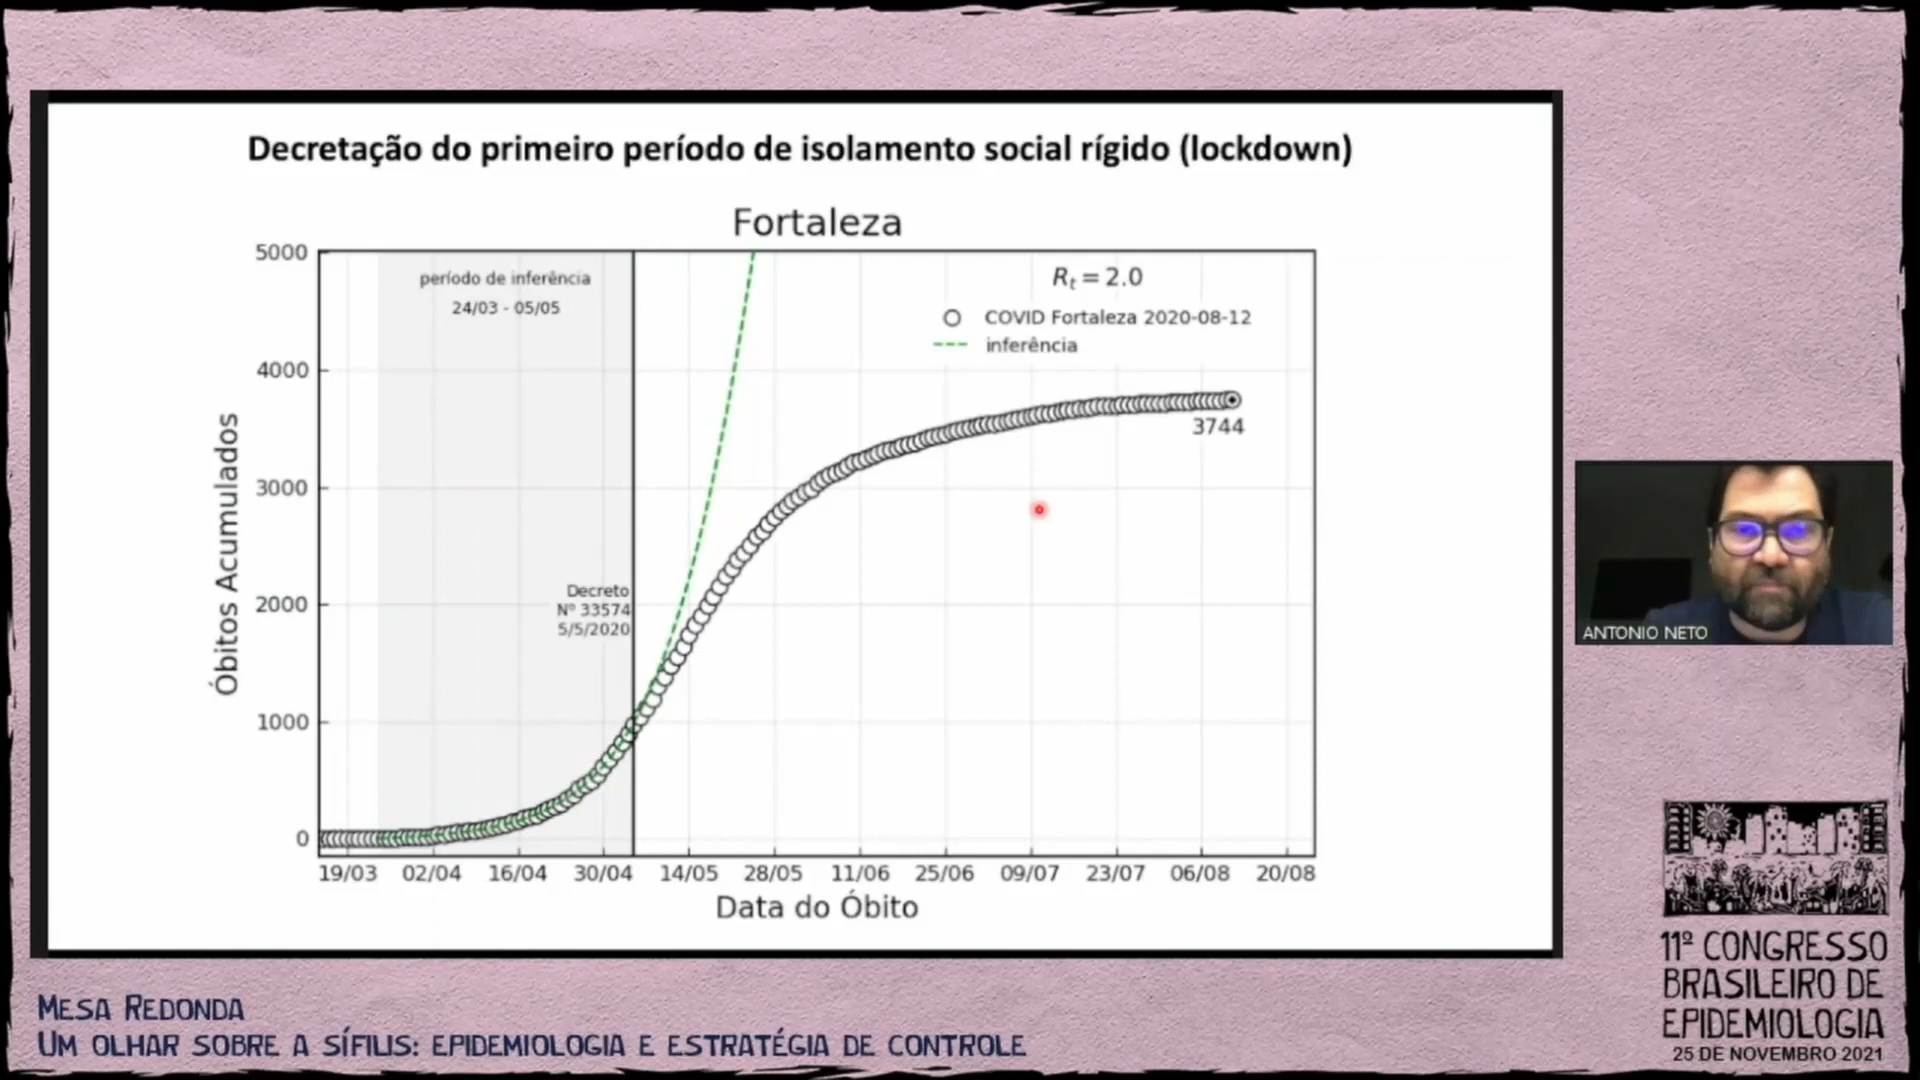 Decretação do primeiro período de isolamento social rígido (lockdown)
Fortaleza
5000
4000
3000
2000
1000
0
Óbitos Acumulados
período de inferência
24/03 - 05/05
Rt = 2.0
COVID Fortaleza 2020-08-12
inferência
3744
Decreto
Nº 33574
5/5/2020
19/03 02/04 16/04 30/04 14/05 28/05 11/06 25/06 09/07 23/07 06/08 20/08
Data do Óbito
ANTONIO NETO
MESA REDONDA
UM OLHAR SOBRE A SÍFILIS: EPIDEMIOLOGIA E ESTRATÉGIA DE CONTROLE
11º CONGRESSO
BRASILEIRO DE
EPIDEMIOLOGIA
25 DE NOVEMBRO 2021